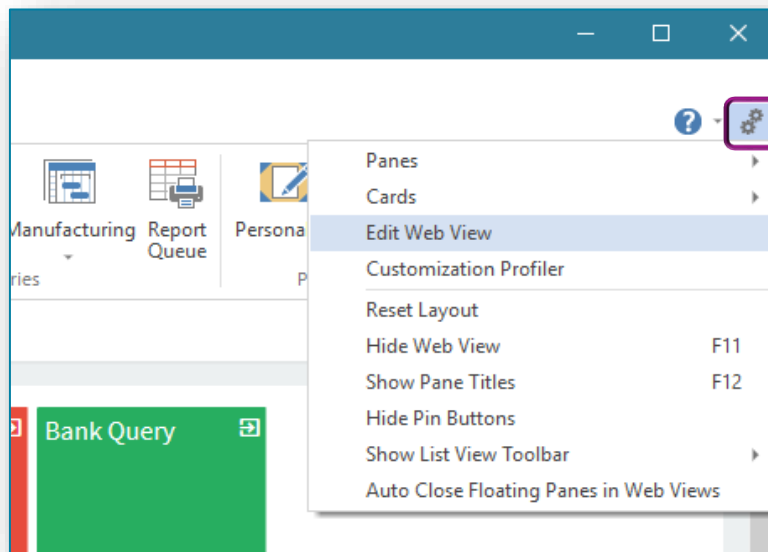 ?
Manufacturing
Report
Queue
Persona
ries
P
Panes
Cards
Edit Web View
Customization Profiler
Reset Layout
Hide Web View F11
Show Pane Titles F12
Hide Pin Buttons
Show List View Toolbar
Auto Close Floating Panes in Web Views
Bank Query